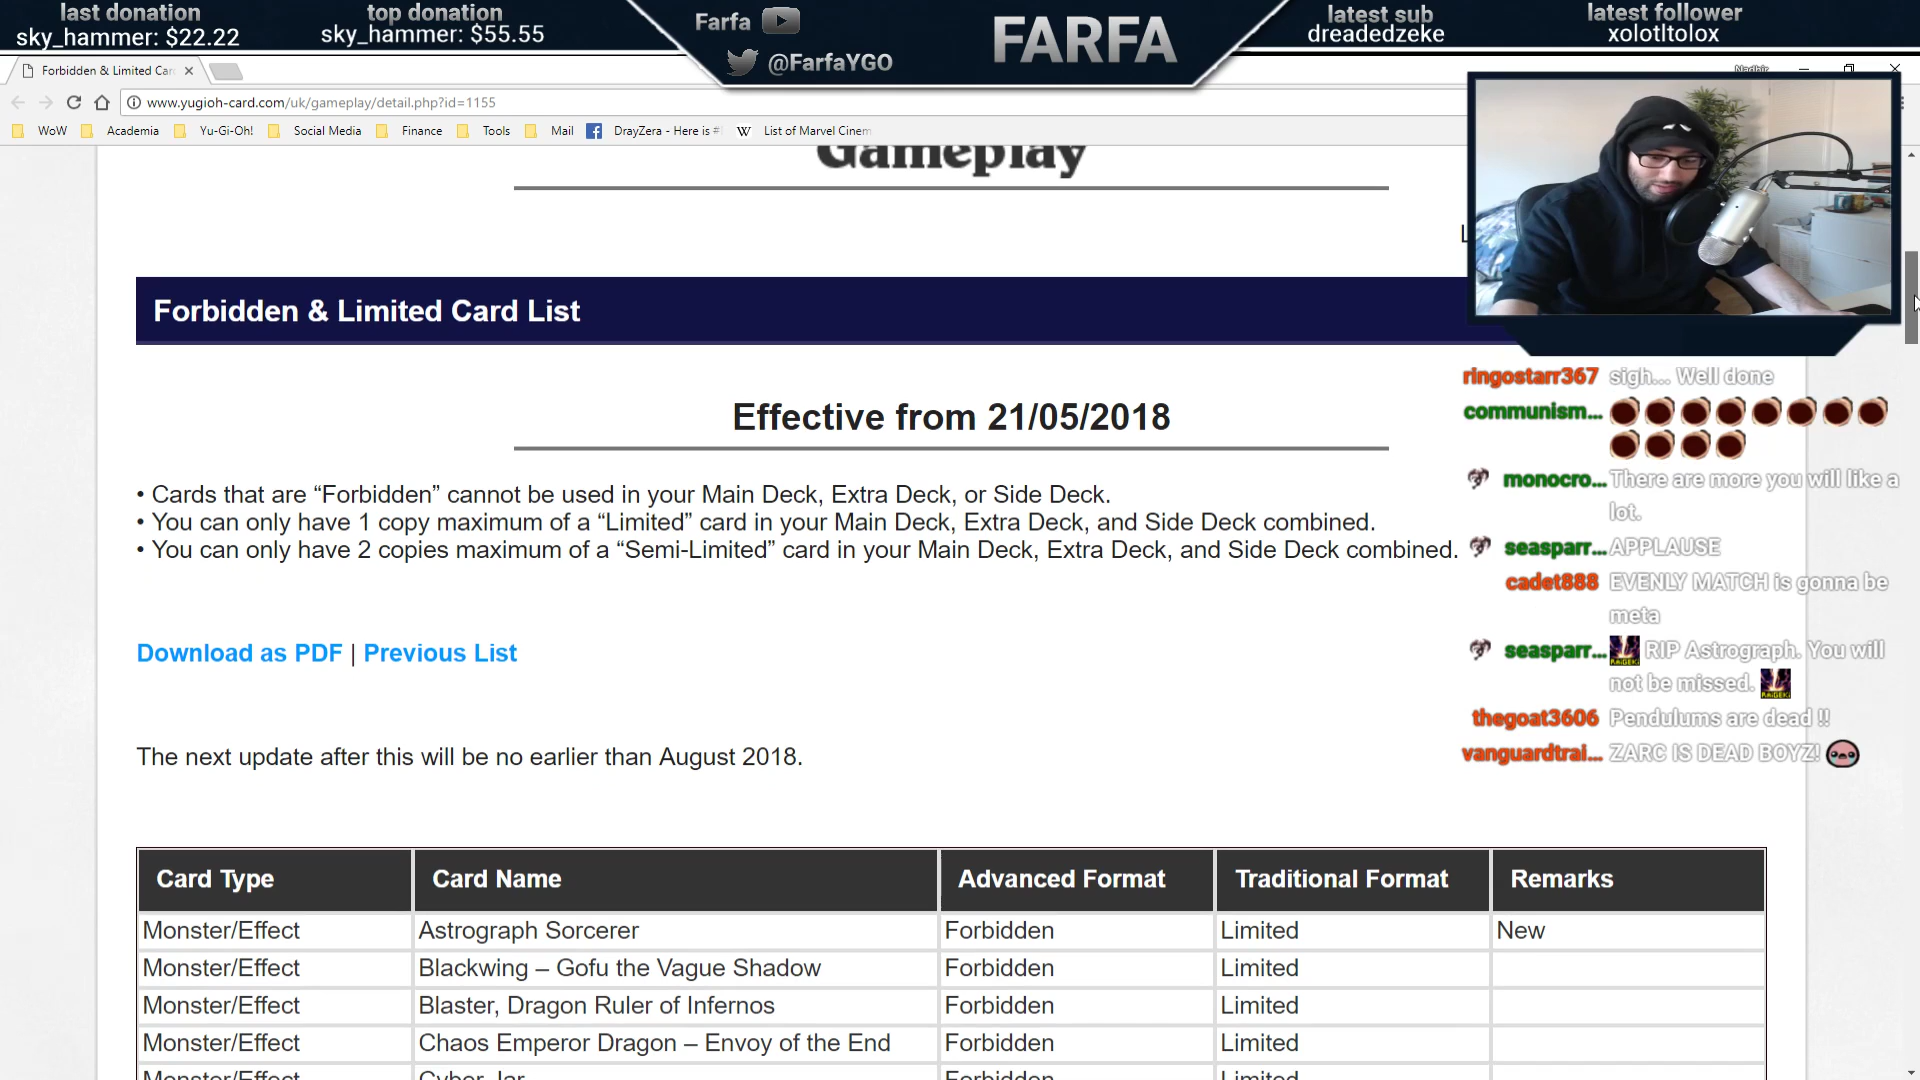 last donation
sky_hammer: $22.22
top donation
sky_hammer: $55.55
Farfa
@FarfaYGO
FARFA
latest sub
dreadedzeke
latest follower
xolotltolox
Forbidden & Limited Car
www.yugioh-card.com/uk/gameplay/detail.php?id=1155
WoW Academia Yu-Gi-Oh! Social Media Finance Tools Mail DrayZera - Here is # List of Marvel Cinem
Gameplay
Forbidden & Limited Card List
Effective from 21/05/2018
• Cards that are “Forbidden” cannot be used in your Main Deck, Extra Deck, or Side Deck.
• You can only have 1 copy maximum of a “Limited” card in your Main Deck, Extra Deck, and Side Deck combined.
• You can only have 2 copies maximum of a “Semi-Limited” card in your Main Deck, Extra Deck, and Side Deck combined.
Download as PDF | Previous List
The next update after this will be no earlier than August 2018.
Card Type Card Name Advanced Format Traditional Format Remarks
Monster/Effect Astrograph Sorcerer Forbidden Limited New
Monster/Effect Blackwing – Gofu the Vague Shadow Forbidden Limited
Monster/Effect Blaster, Dragon Ruler of Infernos Forbidden Limited
Monster/Effect Chaos Emperor Dragon – Envoy of the End Forbidden Limited
Monster/Effect Cyber Jar Forbidden Limited
ringostarr367 sigh... Well done
communism...
monocro... There are more you will like a
lot.
seasparr... APPLAUSE
cadet888 EVENLY MATCH is gonna be
meta
seasparr... RIP Astrograph. You will
not be missed.
thegoat3606 Pendulums are dead !!
vanguardtrai... ZARC IS DEAD BOYZ!